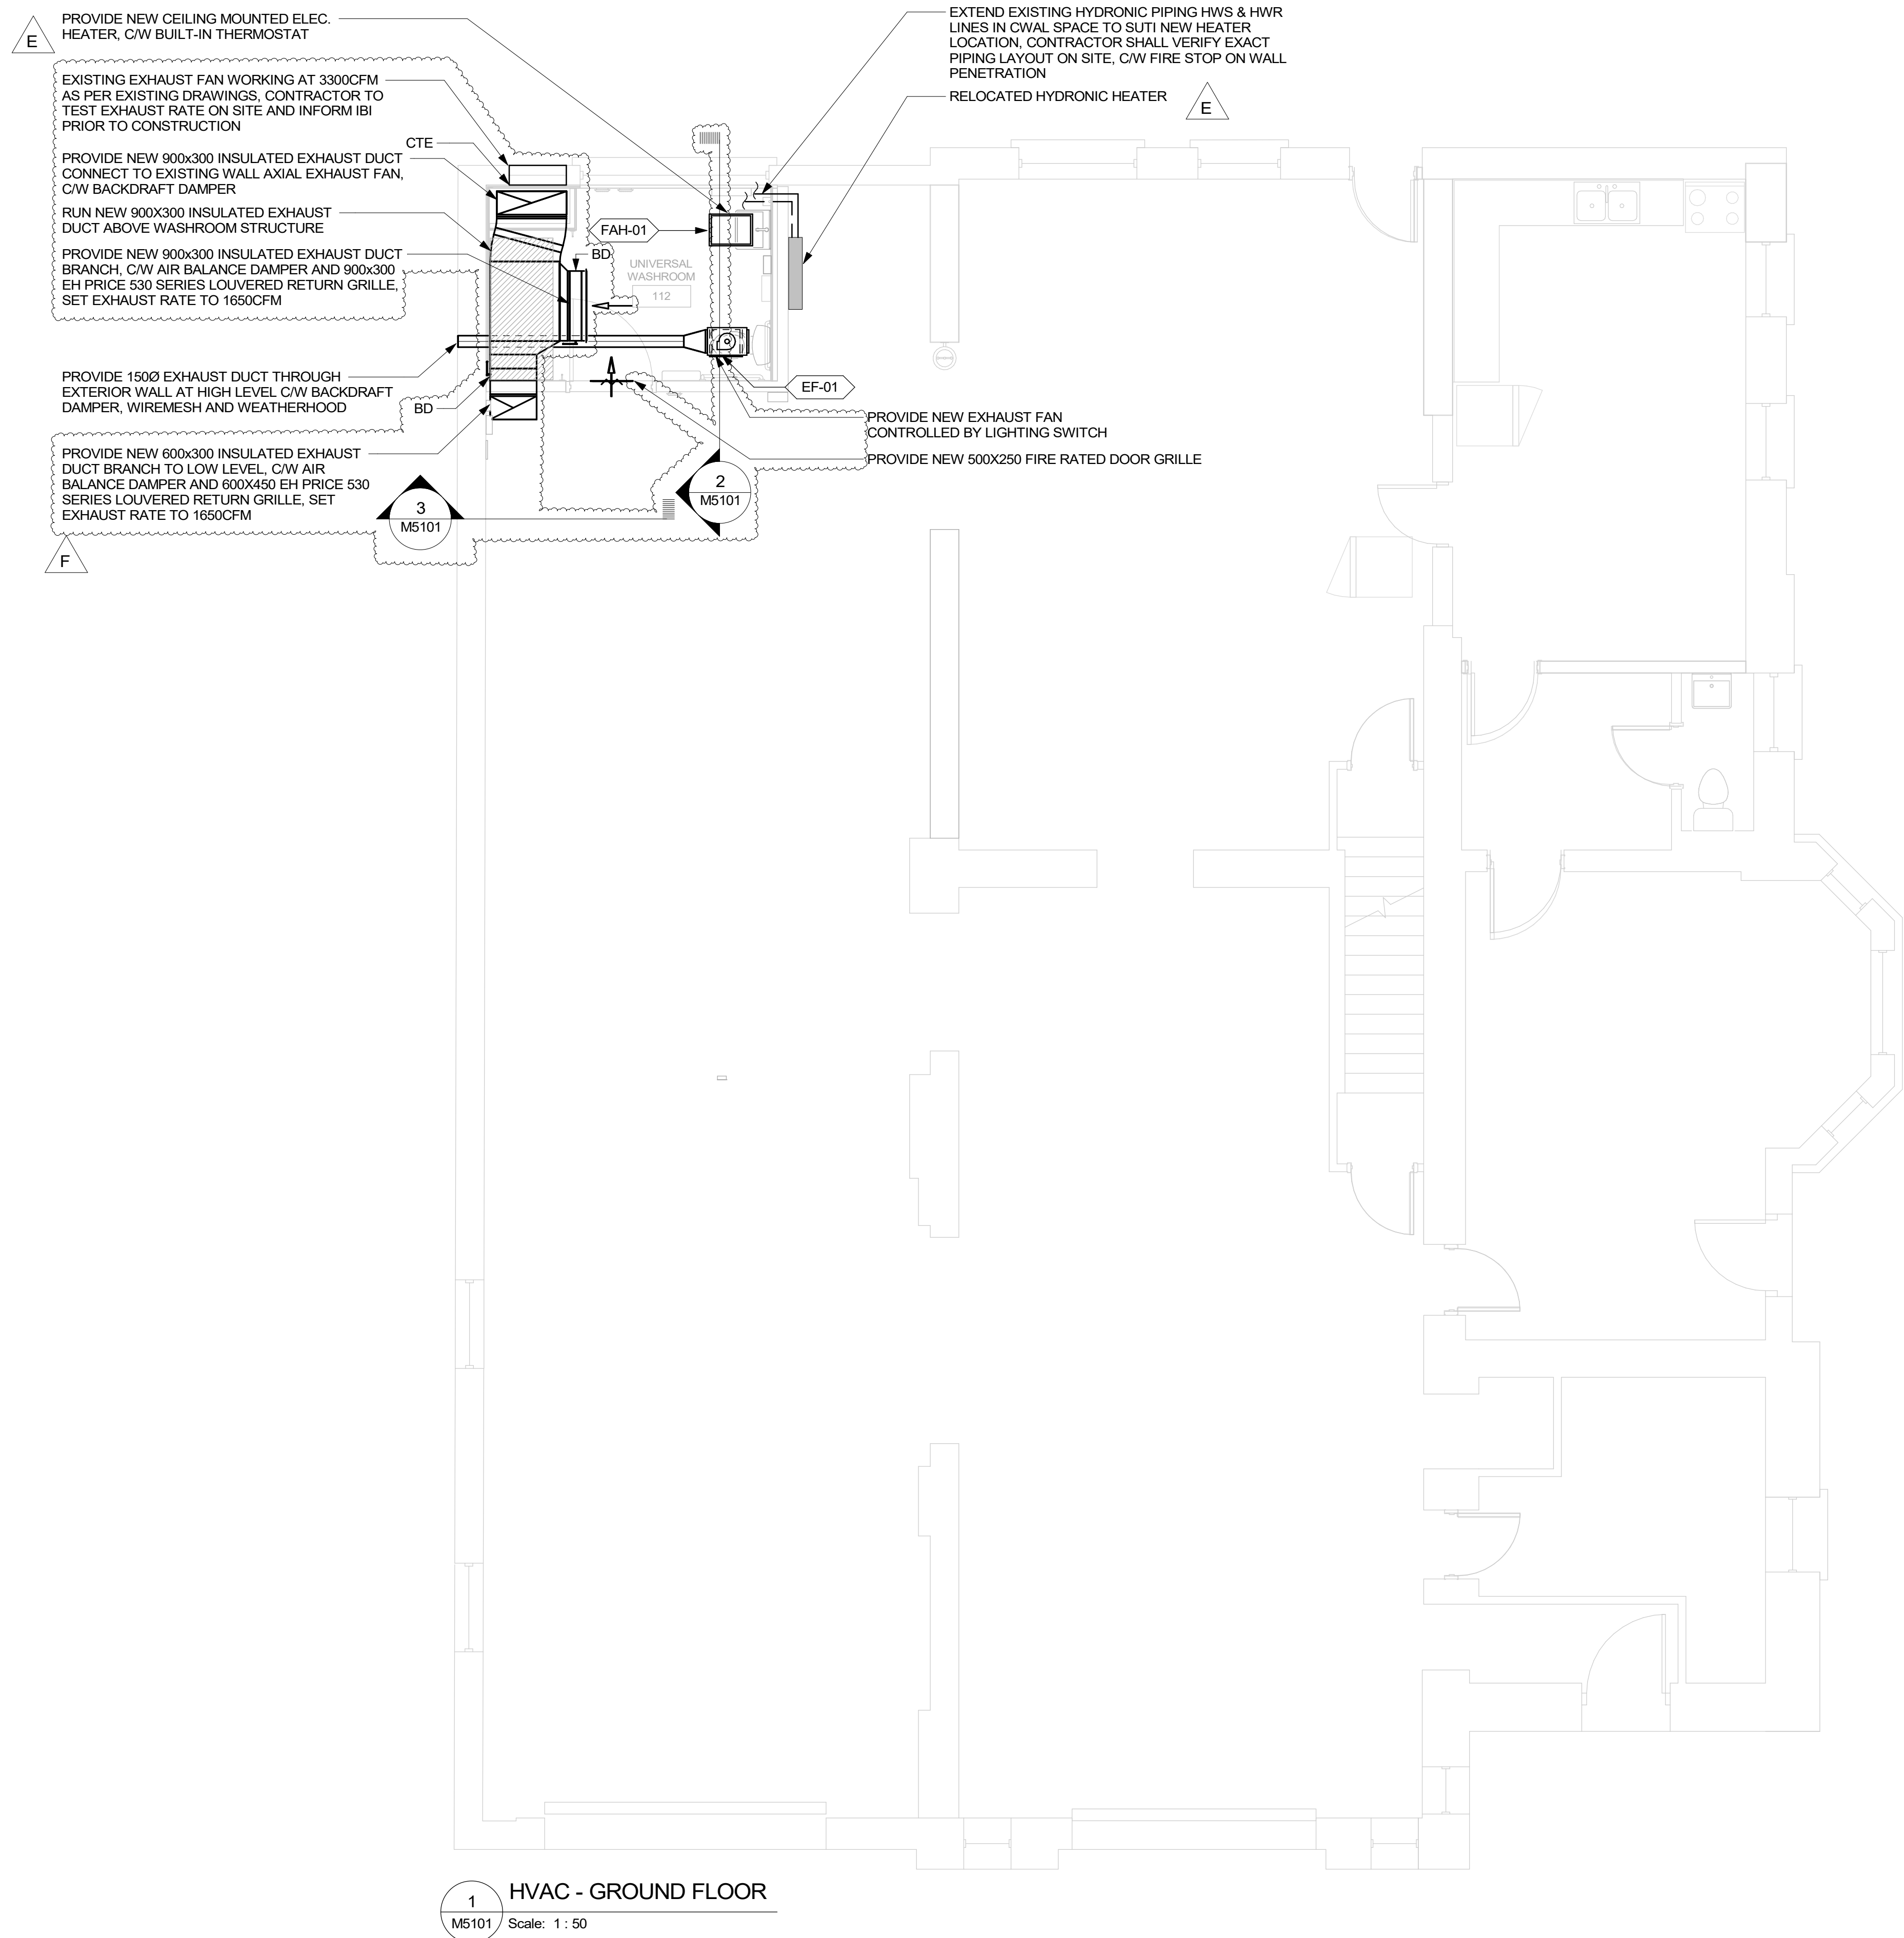 E
PROVIDE NEW CEILING MOUNTED ELEC.
HEATER, C/W BUILT-IN THERMOSTAT
EXISTING EXHAUST FAN WORKING AT 3300CFM
AS PER EXISTING DRAWINGS, CONTRACTOR TO
TEST EXHAUST RATE ON SITE AND INFORM IBI
PRIOR TO CONSTRUCTION
CTE
PROVIDE NEW 900x300 INSULATED EXHAUST DUCT
CONNECT TO EXISTING WALL AXIAL EXHAUST FAN,
C/W BACKDRAFT DAMPER
RUN NEW 900X300 INSULATED EXHAUST
DUCT ABOVE WASHROOM STRUCTURE
PROVIDE NEW 900x300 INSULATED EXHAUST DUCT
BRANCH, C/W AIR BALANCE DAMPER AND 900x300
EH PRICE 530 SERIES LOUVERED RETURN GRILLE,
SET EXHAUST RATE TO 1650CFM
PROVIDE 150Ø EXHAUST DUCT THROUGH
EXTERIOR WALL AT HIGH LEVEL C/W BACKDRAFT
DAMPER, WIREMESH AND WEATHERHOOD
BD
PROVIDE NEW 600x300 INSULATED EXHAUST
DUCT BRANCH TO LOW LEVEL, C/W AIR
BALANCE DAMPER AND 600X450 EH PRICE 530
SERIES LOUVERED RETURN GRILLE, SET
EXHAUST RATE TO 1650CFM
F
EXTEND EXISTING HYDRONIC PIPING HWS & HWR
LINES IN CWAL SPACE TO SUTI NEW HEATER
LOCATION, CONTRACTOR SHALL VERIFY EXACT
PIPING LAYOUT ON SITE, C/W FIRE STOP ON WALL
PENETRATION
RELOCATED HYDRONIC HEATER
E
FAH-01
BD
UNIVERSAL
WASHROOM
112
EF-01
PROVIDE NEW EXHAUST FAN
CONTROLLED BY LIGHTING SWITCH
PROVIDE NEW 500X250 FIRE RATED DOOR GRILLE
2
M5101
3
M5101
1
M5101
HVAC - GROUND FLOOR
Scale: 1 : 50